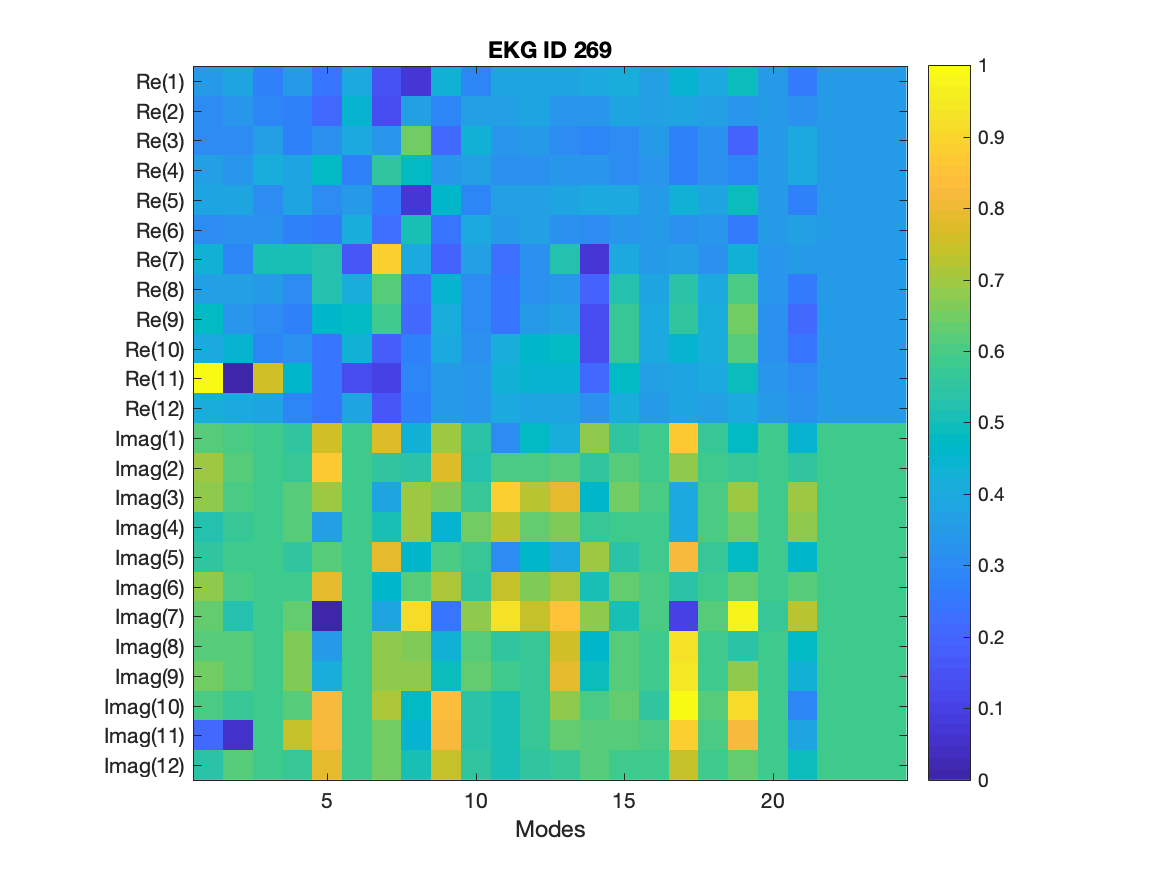 EKG ID 269
Re(1)
Re(2)
Re(3)
Re(4)
Re(5)
Re(6)
Re(7)
Re(8)
Re(9)
Re(10)
Re(11)
Re(12)
Imag(1)
Imag(2)
Imag(3)
Imag(4)
Imag(5)
Imag(6)
Imag(7)
Imag(8)
Imag(9)
Imag(10)
Imag(11)
Imag(12)
5 10 15 20
Modes
1
0.9
0.8
0.7
0.6
0.5
0.4
0.3
0.2
0.1
0